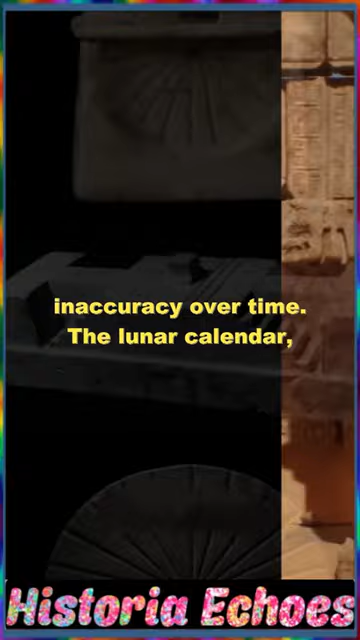 inaccuracy over time.
The lunar calendar,
Historia Echoes